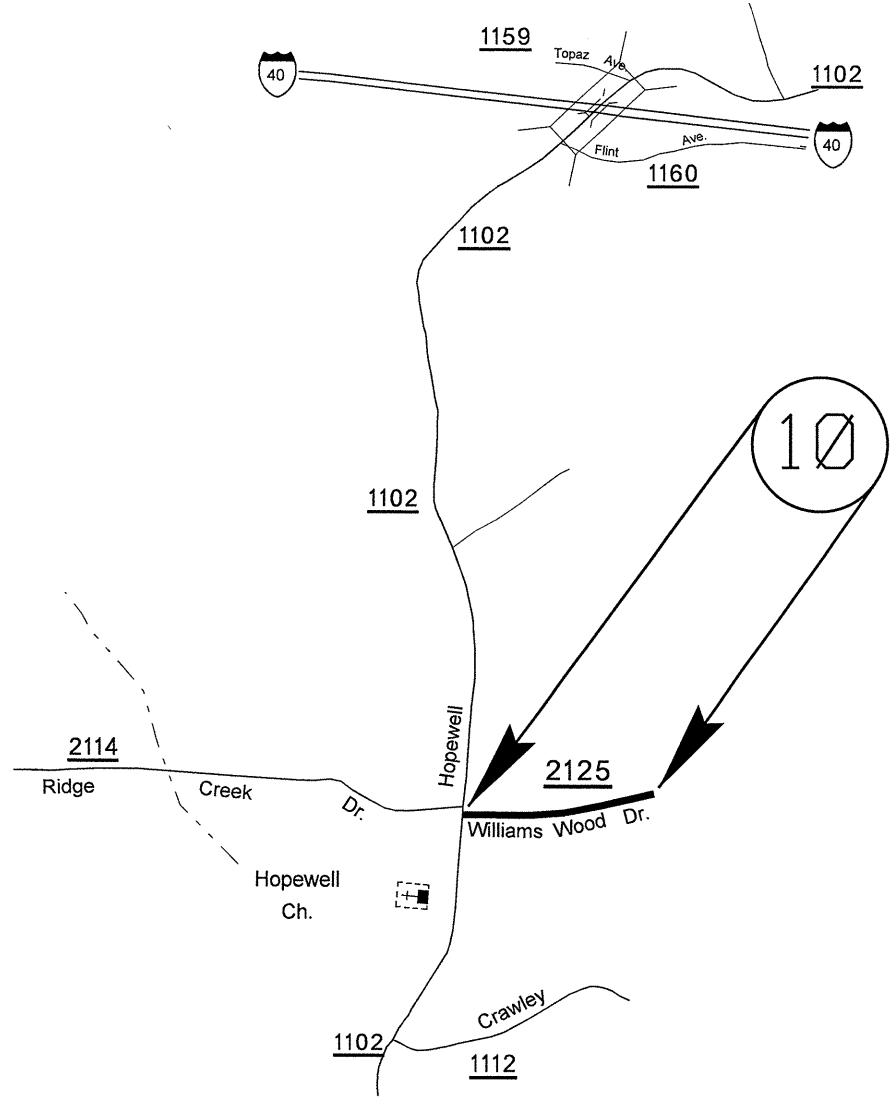 1159
Topaz Ave.
40
1102
40
Flint Ave.
1160
1102
10
1102
Hopewell
2114
2125
Ridge Creek Dr.
Williams Wood Dr.
Hopewell
Ch.
Crawley
1102
1112